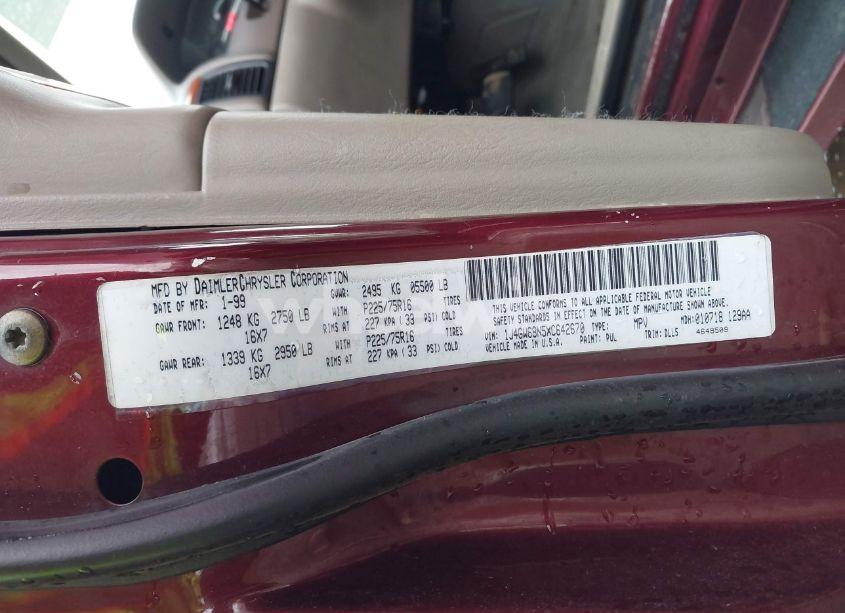 MFD BY DAIMLERCHRYSLER CORPORATION
DATE OF MFR: 1-99 GVWR: 2495 KG 05500 LB
GAWR FRONT: 1248 KG 2750 LB WITH P225/75R16 TIRES
16X7 RIMS AT 227 KPA ( 33 PSI) COLD
GAWR REAR: 1339 KG 2950 LB WITH P225/75R16 TIRES
16X7 RIMS AT 227 KPA ( 33 PSI) COLD
THIS VEHICLE CONFORMS TO ALL APPLICABLE FEDERAL MOTOR VEHICLE
SAFETY STANDARDS IN EFFECT ON THE DATE OF MANUFACTURE SHOWN ABOVE.
VIN: 1J4GW68N5XC642670 TYPE: MPV MDH: 010718 129AA
VEHICLE MADE IN U.S.A. PAINT: PUL TRIM: DLL5 4648509